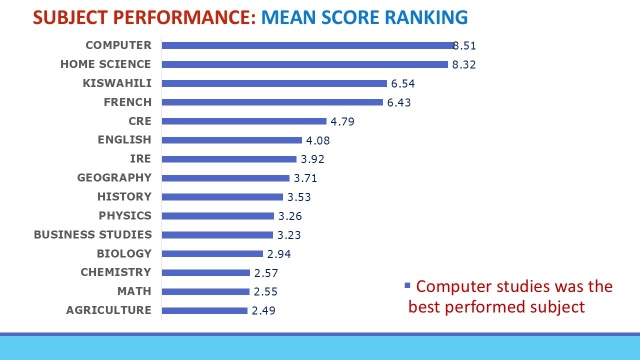 SUBJECT PERFORMANCE: MEAN SCORE RANKING
COMPUTER 8.51
HOME SCIENCE 8.32
KISWAHILI 6.54
FRENCH 6.43
CRE 4.79
ENGLISH 4.08
IRE 3.92
GEOGRAPHY 3.71
HISTORY 3.53
PHYSICS 3.26
BUSINESS STUDIES 3.23
BIOLOGY 2.94
CHEMISTRY 2.57
MATH 2.55
AGRICULTURE 2.49
▪ Computer studies was the
best performed subject